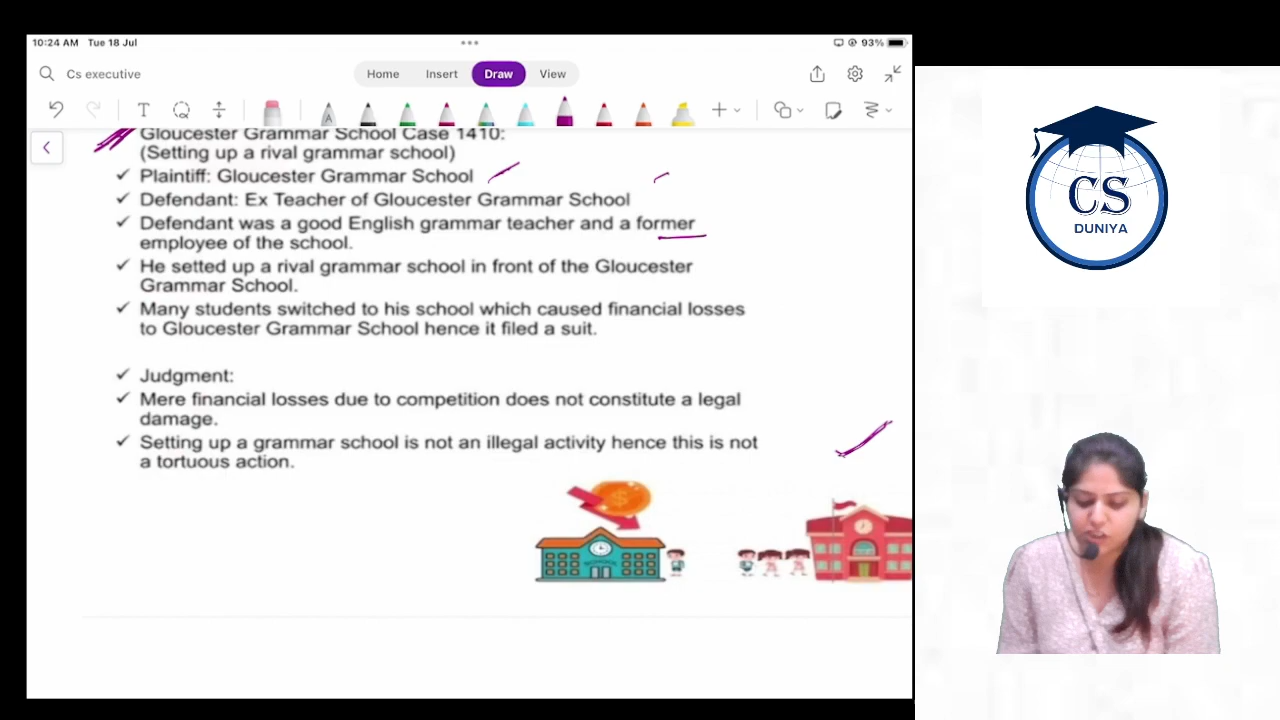 10:24 AM Tue 18 Jul
93%
Cs executive
Home Insert Draw View
T
A
Gloucester Grammar School Case 1410:
(Setting up a rival grammar school)
✓ Plaintiff: Gloucester Grammar School
✓ Defendant: Ex Teacher of Gloucester Grammar School
✓ Defendant was a good English grammar teacher and a former
employee of the school.
✓ He setted up a rival grammar school in front of the Gloucester
Grammar School.
✓ Many students switched to his school which caused financial losses
to Gloucester Grammar School hence it filed a suit.
✓ Judgment:
✓ Mere financial losses due to competition does not constitute a legal
damage.
✓ Setting up a grammar school is not an illegal activity hence this is not
a tortuous action.
$
SCHOOL
CS
DUNIYA